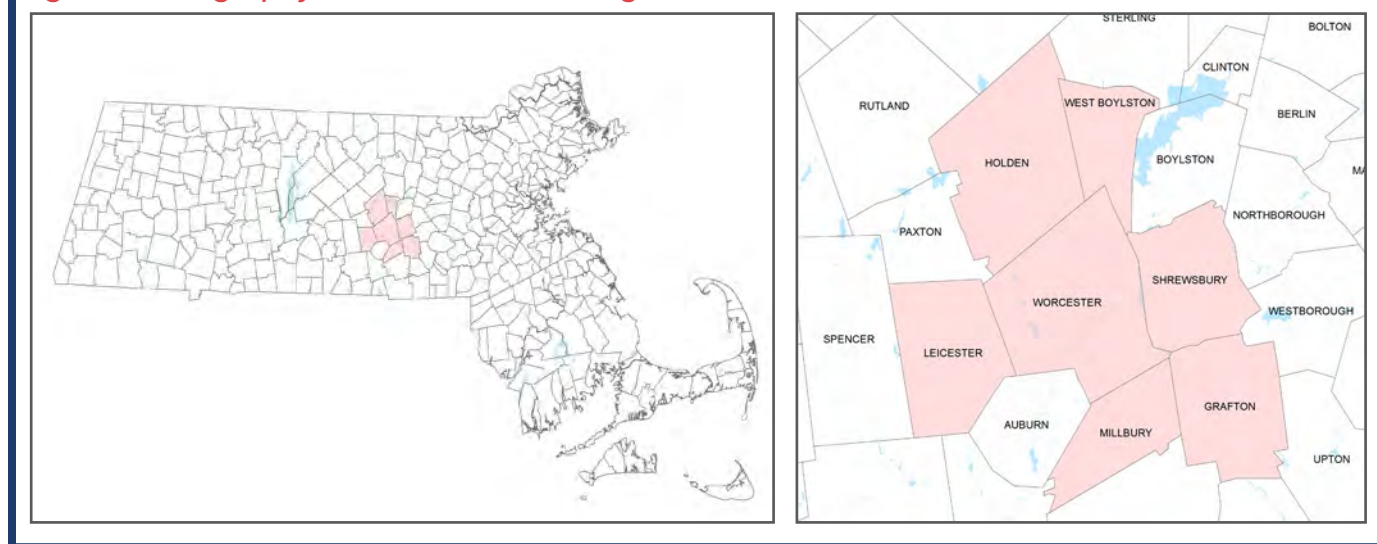 STERLING
BOLTON
CLINTON
RUTLAND
WEST BOYLSTON
BERLIN
HOLDEN
BOYLSTON
NORTHBOROUGH
PAXTON
SHREWSBURY
WORCESTER
WESTBOROUGH
SPENCER
LEICESTER
GRAFTON
AUBURN
MILLBURY
UPTON